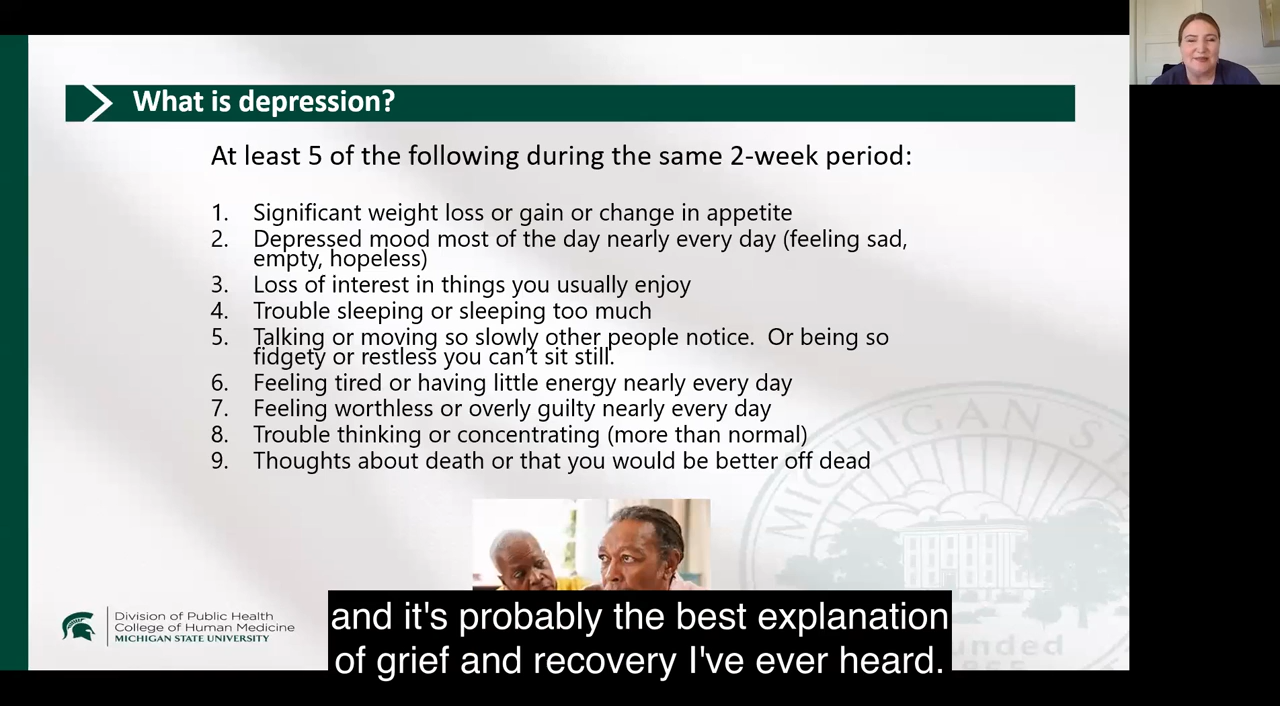 What is depression?
At least 5 of the following during the same 2-week period:
1. Significant weight loss or gain or change in appetite
2. Depressed mood most of the day nearly every day (feeling sad,
empty, hopeless)
3. Loss of interest in things you usually enjoy
4. Trouble sleeping or sleeping too much
5. Talking or moving so slowly other people notice.  Or being so
fidgety or restless you can't sit still.
6. Feeling tired or having little energy nearly every day
7. Feeling worthless or overly guilty nearly every day
8. Trouble thinking or concentrating (more than normal)
9. Thoughts about death or that you would be better off dead
MICHIGAN STA
Division of Public Health
College of Human Medicine
MICHIGAN STATE UNIVERSITY
and it's probably the best explanation
of grief and recovery I've ever heard.